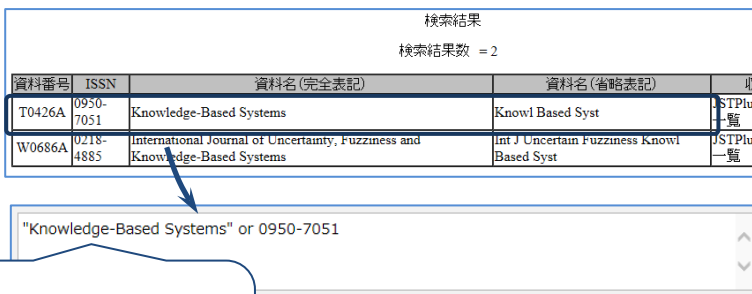 検索結果
検索結果数 = 2
資料番号 ISSN 資料名(完全表記) 資料名(省略表記)
T0426A 0950-7051 Knowledge-Based Systems Knowl Based Syst JSTPlu
一覧
W0686A 0218-4885 International Journal of Uncertainty, Fuzziness and Knowledge-Based Systems Int J Uncertain Fuzziness Knowl Based Syst JSTPlu
一覧
"Knowledge-Based Systems" or 0950-7051